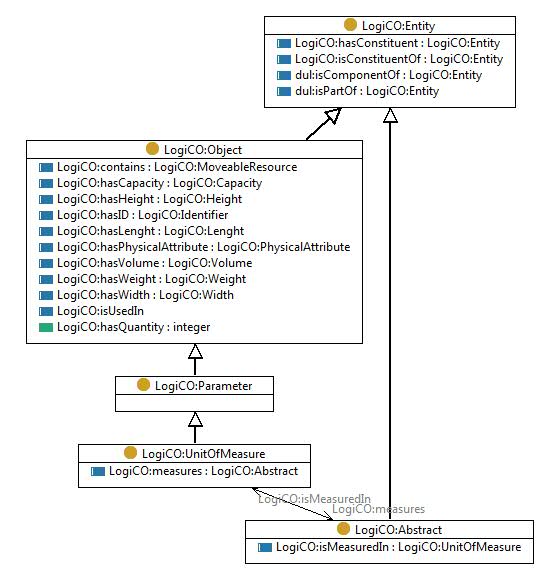 LogiCO:Entity
LogiCO:hasConstituent : LogiCO:Entity
LogiCO:isConstituentOf : LogiCO:Entity
dul:isComponentOf : LogiCO:Entity
dul:isPartOf : LogiCO:Entity
LogiCO:Object
LogiCO:contains : LogiCO:MoveableResource
LogiCO:hasCapacity : LogiCO:Capacity
LogiCO:hasHeight : LogiCO:Height
LogiCO:hasID : LogiCO:Identifier
LogiCO:hasLenght : LogiCO:Lenght
LogiCO:hasPhysicalAttribute : LogiCO:PhysicalAttribute
LogiCO:hasVolume : LogiCO:Volume
LogiCO:hasWeight : LogiCO:Weight
LogiCO:hasWidth : LogiCO:Width
LogiCO:isUsedIn
LogiCO:hasQuantity : integer
LogiCO:Parameter
LogiCO:UnitOfMeasure
LogiCO:measures : LogiCO:Abstract
LogiCO:isMeasuredIn
LogiCO:measures
LogiCO:Abstract
LogiCO:isMeasuredIn : LogiCO:UnitOfMeasure